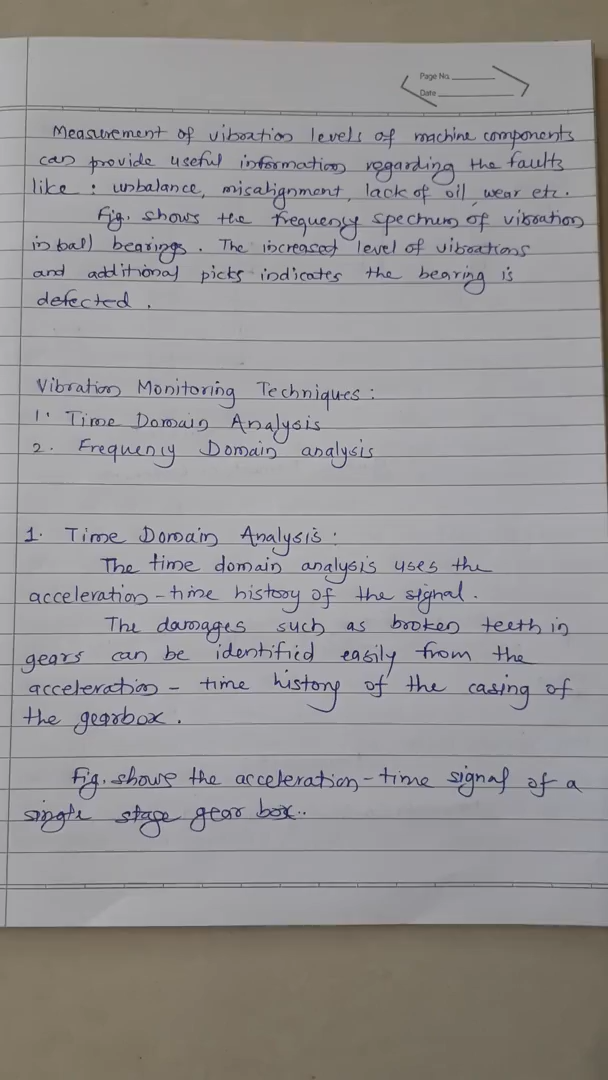 Page No.
Date
Measurement of vibration levels of machine components
can provide useful information regarding the faults
like : unbalance, misalignment, lack of oil, wear etc.
Fig. shows the frequency spectrum of vibration
in ball bearings. The increased level of vibrations
and additional picks indicates the bearing is
defected.
Vibration Monitoring Techniques :
1. Time Domain Analysis
2. Frequency Domain analysis
1. Time Domain Analysis :
The time domain analysis uses the
acceleration - time history of the signal.
The damages such as broken teeth in
gears can be identified easily from the
acceleration - time history of the casing of
the gearbox.
Fig. shows the acceleration - time signal of a
single stage gear box..